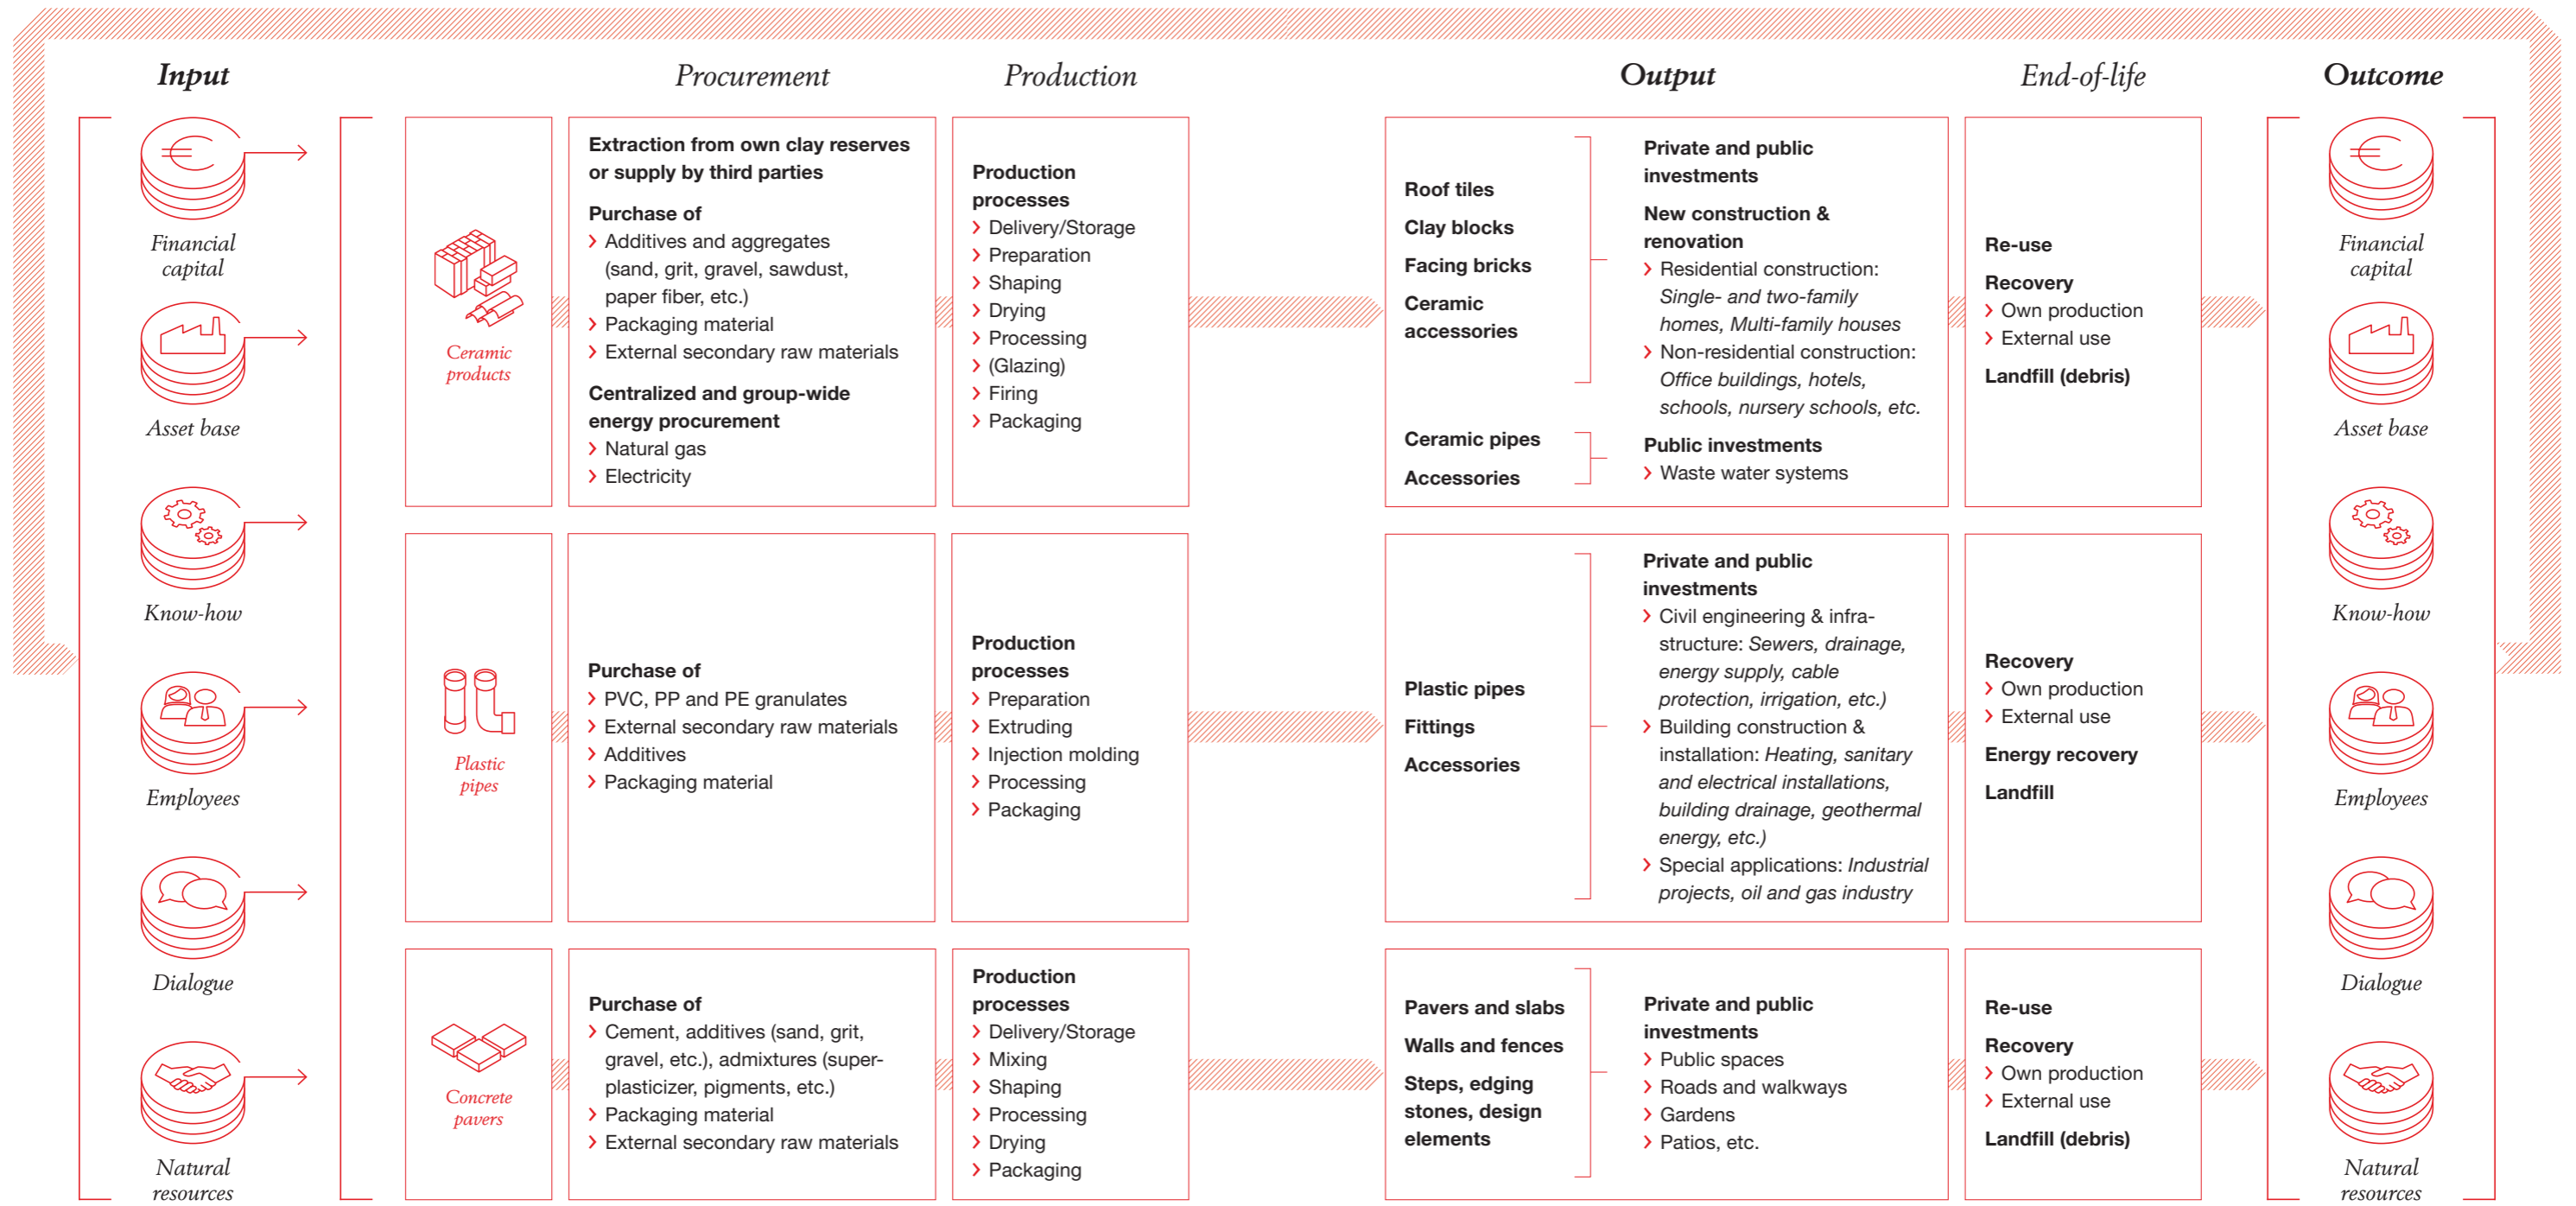 Input
Procurement
Production
Output
End-of-life
Outcome
Financial
capital
Asset base
Know-how
Employees
Dialogue
Natural
resources
Ceramic
products
Extraction from own clay reserves
or supply by third parties
Purchase of
Additives and aggregates
(sand, grit, gravel, sawdust,
paper fiber, etc.)
Packaging material
External secondary raw materials
Centralized and group-wide
energy procurement
Natural gas
Electricity
Production
processes
Delivery/Storage
Preparation
Shaping
Drying
Processing
(Glazing)
Firing
Packaging
Roof tiles
Clay blocks
Facing bricks
Ceramic
accessories
Ceramic pipes
Accessories
Private and public
investments
New construction &
renovation
Residential construction:
Single- and two-family
homes, Multi-family houses
Non-residential construction:
Office buildings, hotels,
schools, nursery schools, etc.
Public investments
Waste water systems
Re-use
Recovery
Own production
External use
Landfill (debris)
Plastic
pipes
Purchase of
PVC, PP and PE granulates
External secondary raw materials
Additives
Packaging material
Production
processes
Preparation
Extruding
Injection molding
Processing
Packaging
Plastic pipes
Fittings
Accessories
Private and public
investments
Civil engineering & infra-
structure: Sewers, drainage,
energy supply, cable
protection, irrigation, etc.)
Building construction &
installation: Heating, sanitary
and electrical installations,
building drainage, geothermal
energy, etc.)
Special applications: Industrial
projects, oil and gas industry
Recovery
Own production
External use
Energy recovery
Landfill
Concrete
pavers
Purchase of
Cement, additives (sand, grit,
gravel, etc.), admixtures (super-
plasticizer, pigments, etc.)
Packaging material
External secondary raw materials
Production
processes
Delivery/Storage
Mixing
Shaping
Processing
Drying
Packaging
Pavers and slabs
Walls and fences
Steps, edging
stones, design
elements
Private and public
investments
Public spaces
Roads and walkways
Gardens
Patios, etc.
Re-use
Recovery
Own production
External use
Landfill (debris)
Financial
capital
Asset base
Know-how
Employees
Dialogue
Natural
resources